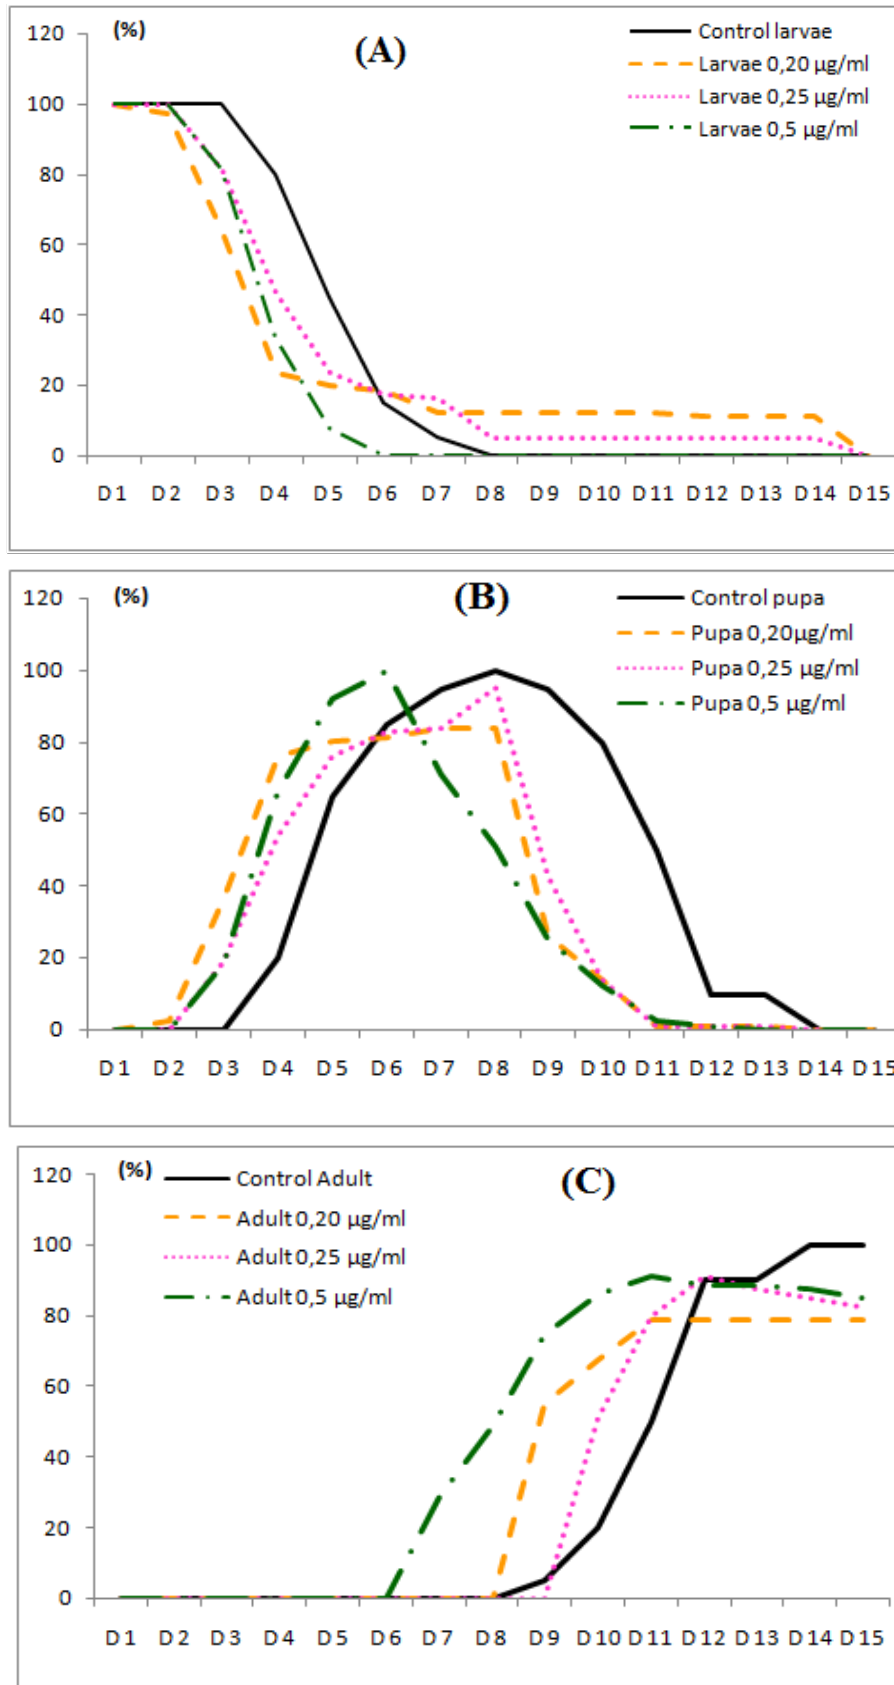 (%)
(A)
120
100
80
60
40
20
0
Control larvae
Larvae 0,20 µg/ml
Larvae 0,25 µg/ml
Larvae 0,5 µg/ml
D1 D2 D3 D4 D5 D6 D7 D8 D9 D10 D11 D12 D13 D14 D15
(%)
(B)
120
100
80
60
40
20
0
Control pupa
Pupa 0,20µg/ml
Pupa 0,25 µg/ml
Pupa 0,5 µg/ml
D1 D2 D3 D4 D5 D6 D7 D8 D9 D10 D11 D12 D13 D14 D15
(%)
(C)
120
100
80
60
40
20
0
Control Adult
Adult 0,20 µg/ml
Adult 0,25 µg/ml
Adult 0,5 µg/ml
D1 D2 D3 D4 D5 D6 D7 D8 D9 D10 D11 D12 D13 D14 D15